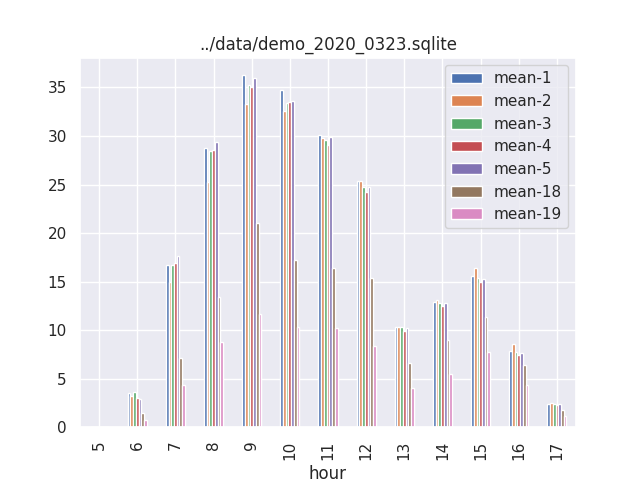 ../data/demo_2020_0323.sqlite
35
30
25
20
15
10
5
0
mean-1
mean-2
mean-3
mean-4
mean-5
mean-18
mean-19
5 6 7 8 9 10 11 12 13 14 15 16 17
hour